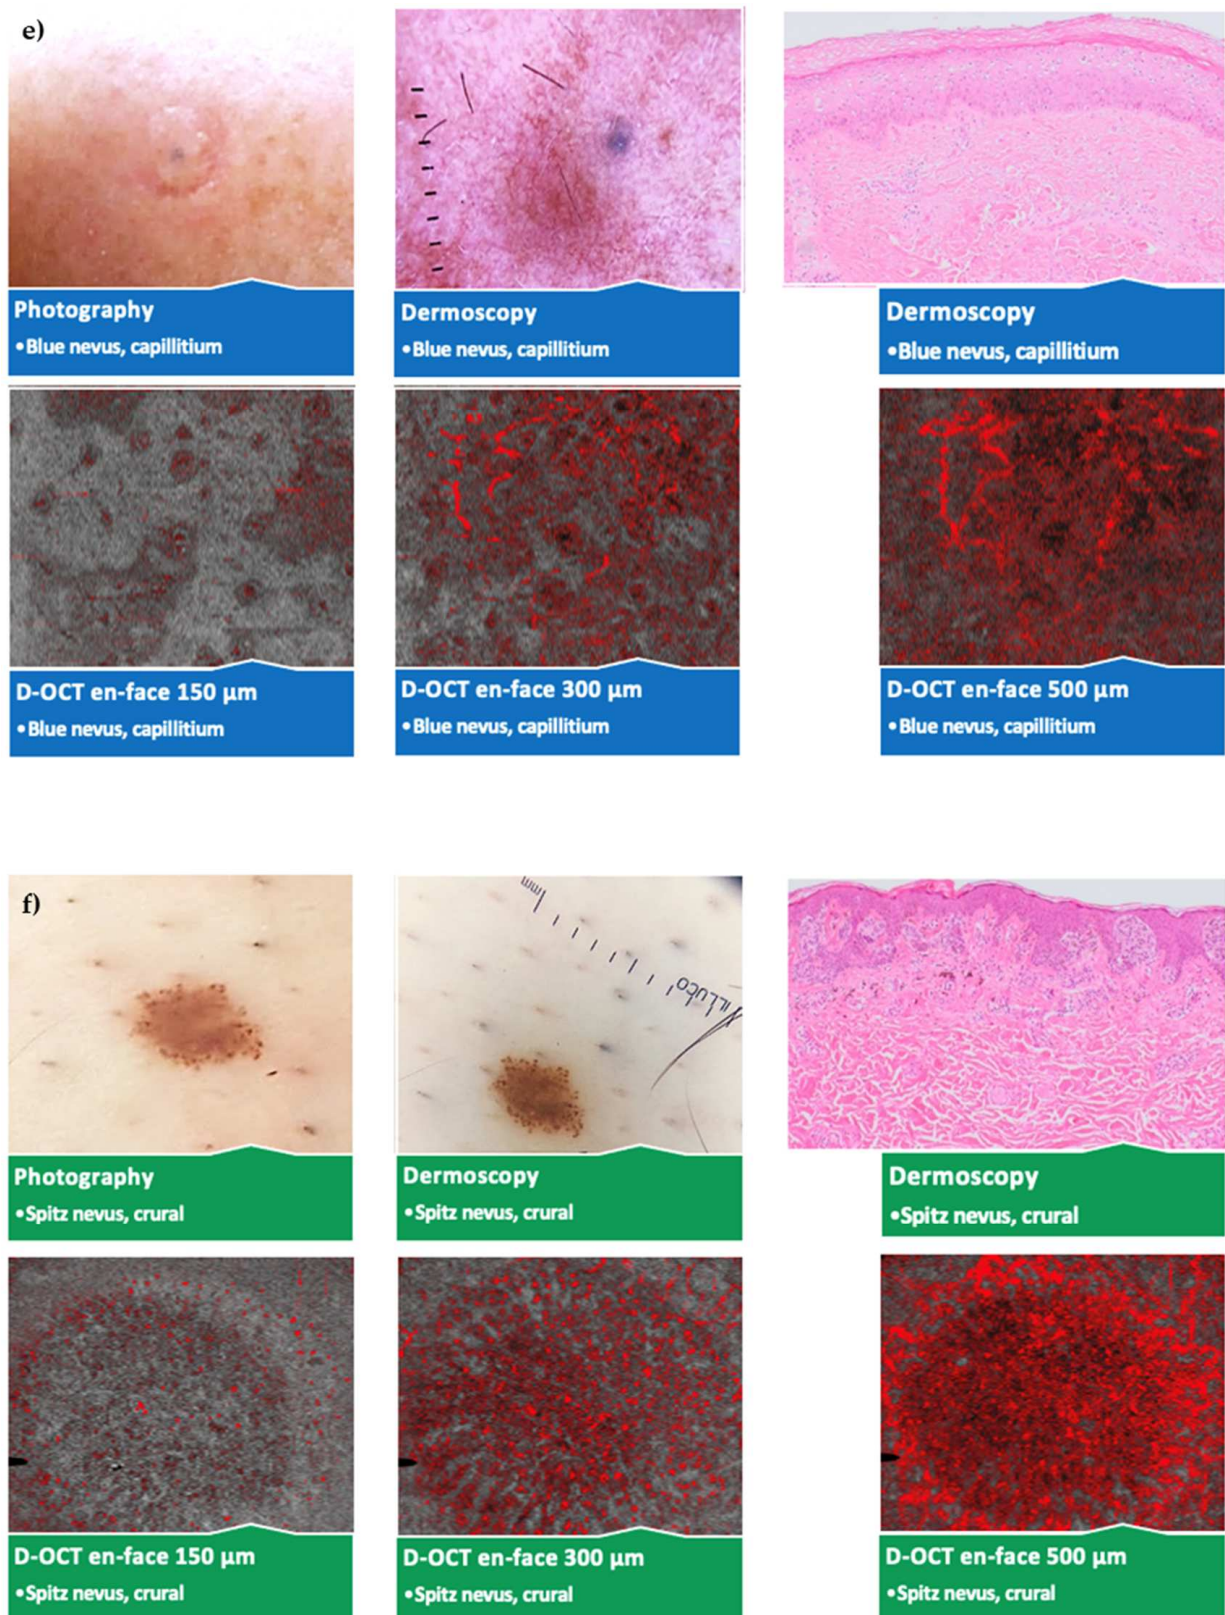 e)
Photography
•Blue nevus, capillitium
Dermoscopy
•Blue nevus, capillitium
Dermoscopy
•Blue nevus, capillitium
D-OCT en-face 150 µm
•Blue nevus, capillitium
D-OCT en-face 300 µm
•Blue nevus, capillitium
D-OCT en-face 500 µm
•Blue nevus, capillitium
f)
mm
ILLUCO
Photography
•Spitz nevus, crural
Dermoscopy
•Spitz nevus, crural
Dermoscopy
•Spitz nevus, crural
D-OCT en-face 150 µm
•Spitz nevus, crural
D-OCT en-face 300 µm
•Spitz nevus, crural
D-OCT en-face 500 µm
•Spitz nevus, crural